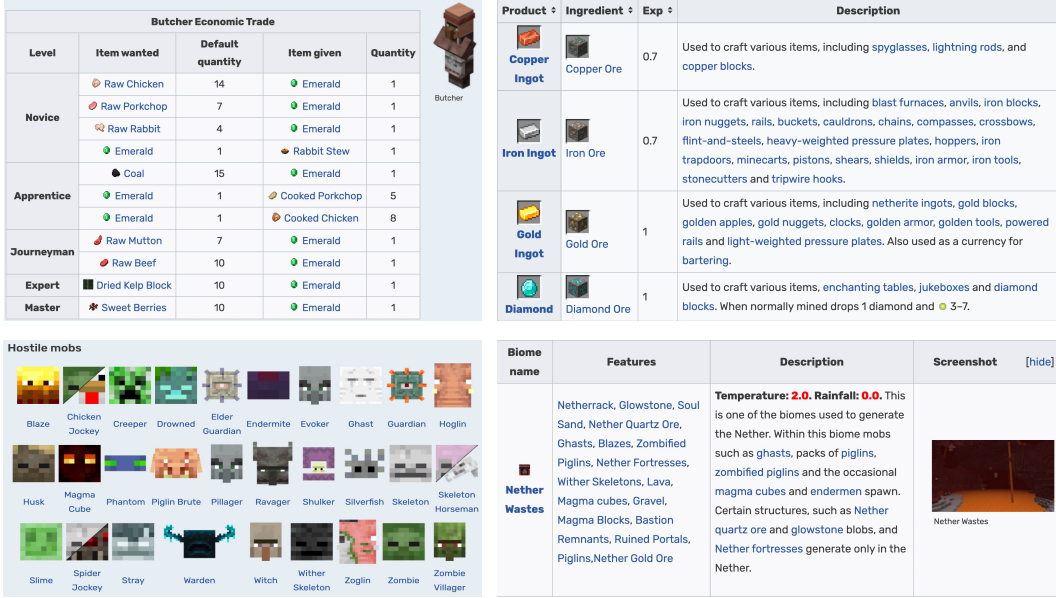 Butcher Economic Trade
Level Item wanted Default quantity Item given Quantity
Novice
Raw Chicken 14 Emerald 1
Raw Porkchop 7 Emerald 1
Raw Rabbit 4 Emerald 1
Emerald 1 Rabbit Stew 1
Apprentice
Coal 15 Emerald 1
Emerald 1 Cooked Porkchop 5
Emerald 1 Cooked Chicken 8
Journeyman
Raw Mutton 7 Emerald 1
Raw Beef 10 Emerald 1
Expert Dried Kelp Block 10 Emerald 1
Master Sweet Berries 10 Emerald 1
Butcher
Product Ingredient Exp Description
Copper
Ingot
Copper Ore
0.7
Used to craft various items, including spyglasses, lightning rods, and
copper blocks.
Iron Ingot
Iron Ore
0.7
Used to craft various items, including blast furnaces, anvils, iron blocks,
iron nuggets, rails, buckets, cauldrons, chains, compasses, crossbows,
flint-and-steels, heavy-weighted pressure plates, hoppers, iron
trapdoors, minecarts, pistons, shears, shields, iron armor, iron tools,
stonecutters and tripwire hooks.
Gold
Ingot
Gold Ore
1
Used to craft various items, including netherite ingots, gold blocks,
golden apples, gold nuggets, clocks, golden armor, golden tools, powered
rails and light-weighted pressure plates. Also used as a currency for
bartering.
Diamond
Diamond Ore
1
Used to craft various items, including enchanting tables, jukeboxes and diamond
blocks. When normally mined drops 1 diamond and 3–7.
Hostile mobs
Blaze
Chicken
Jockey
Creeper
Drowned
Elder
Guardian
Endermite
Evoker
Ghast
Guardian
Hoglin
Husk
Magma
Cube
Phantom
Piglin Brute
Pillager
Ravager
Shulker
Silverfish
Skeleton
Skeleton
Horseman
Slime
Spider
Jockey
Stray
Warden
Witch
Wither
Skeleton
Zoglin
Zombie
Zombie
Villager
Biome
name
Features
Description
Screenshot [hide]
Nether
Wastes
Netherrack, Glowstone, Soul
Sand, Nether Quartz Ore,
Ghasts, Blazes, Zombified
Piglins, Nether Fortresses,
Wither Skeletons, Lava,
Magma cubes, Gravel,
Magma Blocks, Bastion
Remnants, Ruined Portals,
Piglins,Nether Gold Ore
Temperature: 2.0. Rainfall: 0.0. This
is one of the biomes used to generate
the Nether. Within this biome mobs
such as ghasts, packs of piglins,
zombified piglins and the occasional
magma cubes and endermen spawn.
Certain structures, such as Nether
quartz ore and glowstone blobs, and
Nether fortresses generate only in the
Nether.
Nether Wastes